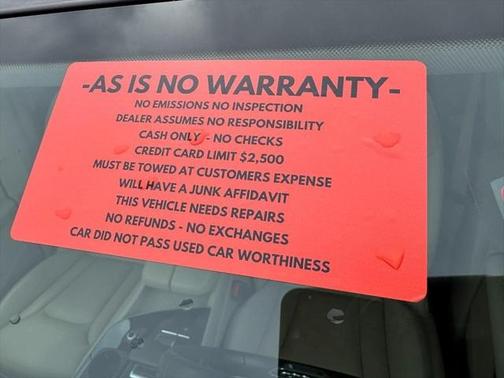 -AS IS NO WARRANTY-
NO EMISSIONS NO INSPECTION
DEALER ASSUMES NO RESPONSIBILITY
CASH ONLY - NO CHECKS
CREDIT CARD LIMIT $2,500
MUST BE TOWED AT CUSTOMERS EXPENSE
WILL HAVE A JUNK AFFIDAVIT
THIS VEHICLE NEEDS REPAIRS
NO REFUNDS - NO EXCHANGES
CAR DID NOT PASS USED CAR WORTHINESS